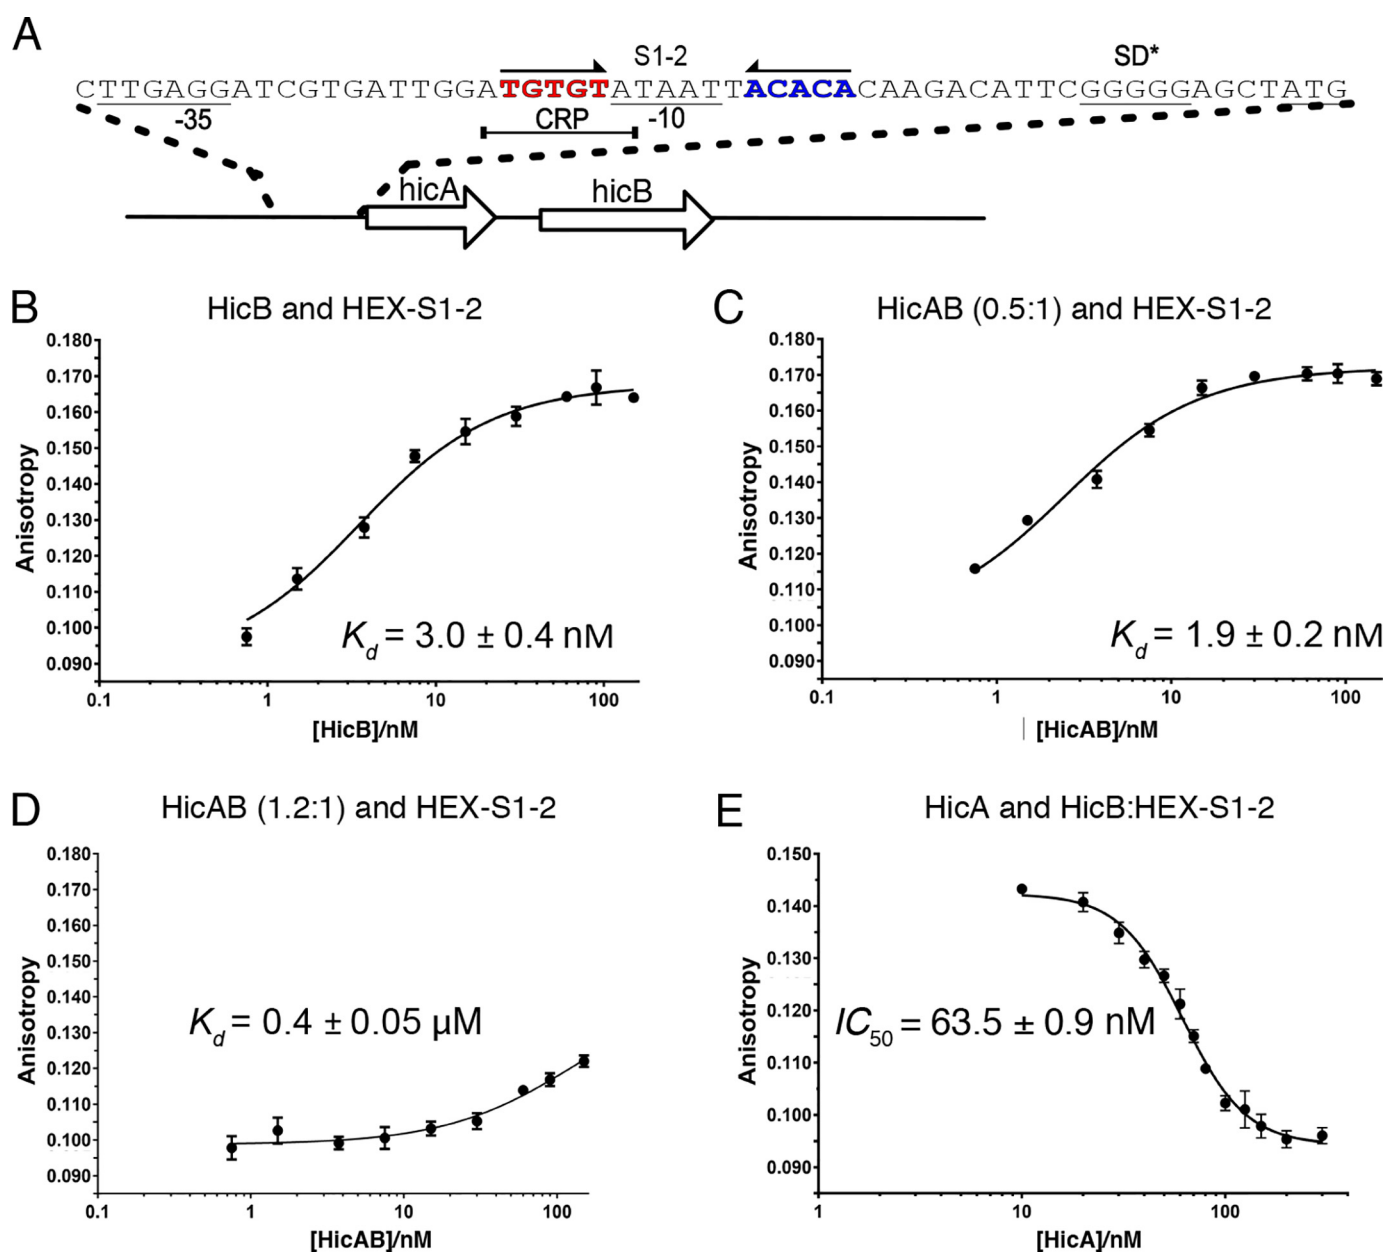 A
S1-2
SD*
CTTGAGGATCGTGATTGGATGTGTATAATTACACACAAGACATTCGGGGGAGCTATG
-35
CRP
-10
hicA
hicB
B
HicB and HEX-S1-2
0.180
0.170
0.160
0.150
0.140
0.130
0.120
0.110
0.100
0.090
Anisotropy
Kd = 3.0 ± 0.4 nM
0.1
1
10
100
[HicB]/nM
C
HicAB (0.5:1) and HEX-S1-2
0.180
0.170
0.160
0.150
0.140
0.130
0.120
0.110
0.100
0.090
Anisotropy
Kd = 1.9 ± 0.2 nM
0.1
1
10
100
[HicAB]/nM
D
HicAB (1.2:1) and HEX-S1-2
0.180
0.170
0.160
0.150
0.140
0.130
0.120
0.110
0.100
0.090
Anisotropy
Kd = 0.4 ± 0.05 µM
0.1
1
10
100
[HicAB]/nM
E
HicA and HicB:HEX-S1-2
0.150
0.140
0.130
0.120
0.110
0.100
0.090
Anisotropy
IC50 = 63.5 ± 0.9 nM
1
10
100
[HicA]/nM